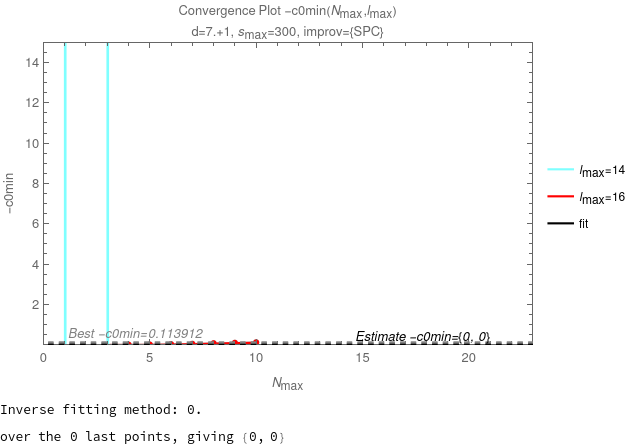 Convergence Plot −c0min(Nmax,lmax)
d=7.+1, smax=300, improv={SPC}
14
12
10
8
6
4
2
−c0min
Best −c0min=0.113912
Estimate −c0min={0, 0}
0
5
10
15
20
Nmax
lmax=14
lmax=16
fit
Inverse fitting method: 0.
over the 0 last points, giving {0, 0}